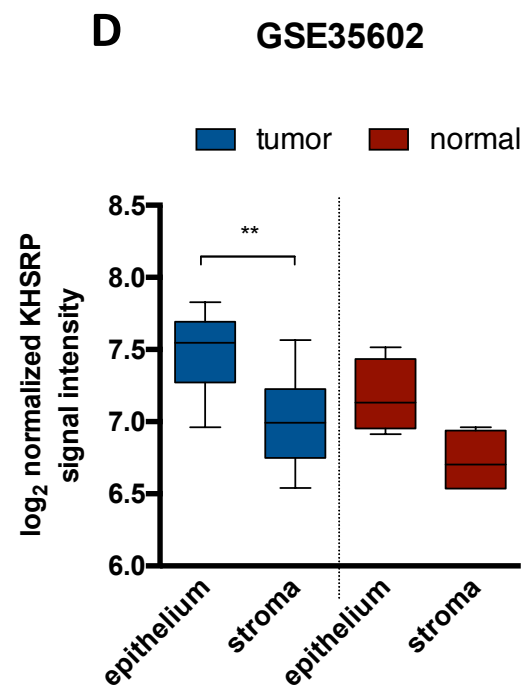 D
GSE35602
tumor
normal
log2 normalized KHSRP
signal intensity
8.5
8.0
7.5
7.0
6.5
6.0
**
epithelium
stroma
epithelium
stroma